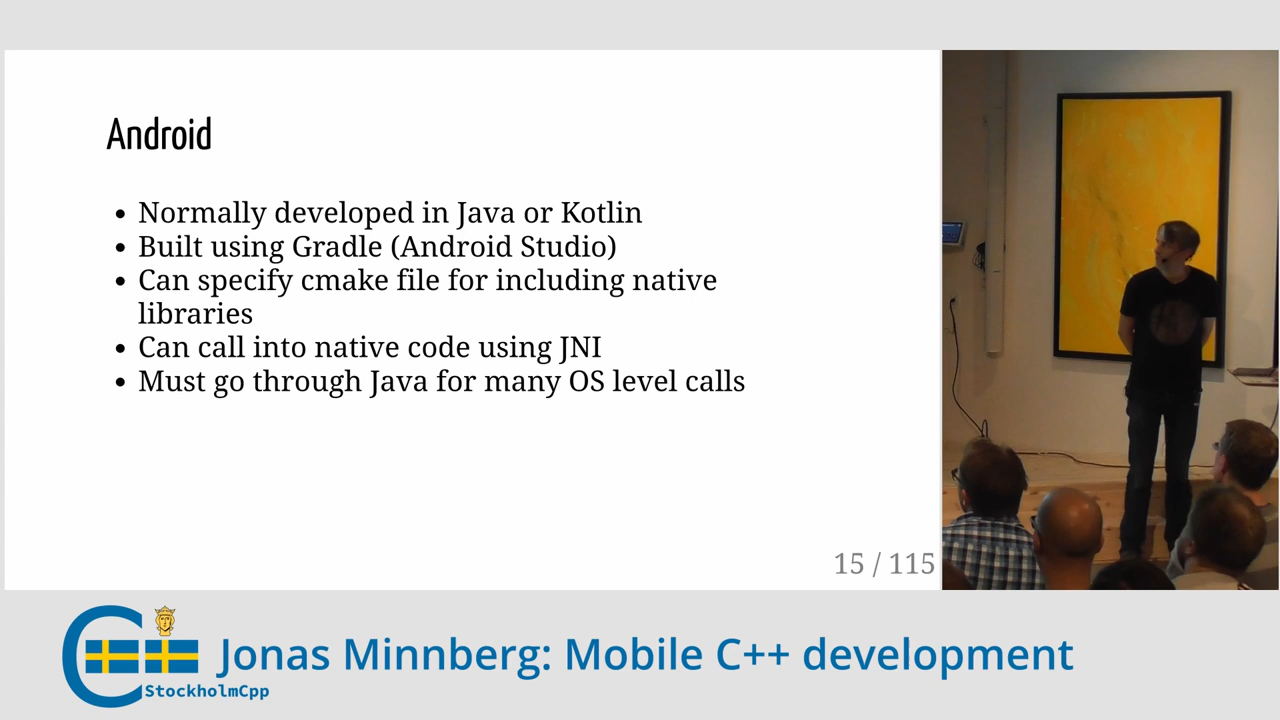 Android
• Normally developed in Java or Kotlin
• Built using Gradle (Android Studio)
• Can specify cmake file for including native
libraries
• Can call into native code using JNI
• Must go through Java for many OS level calls
15 / 115
Jonas Minnberg: Mobile C++ development
StockholmCpp